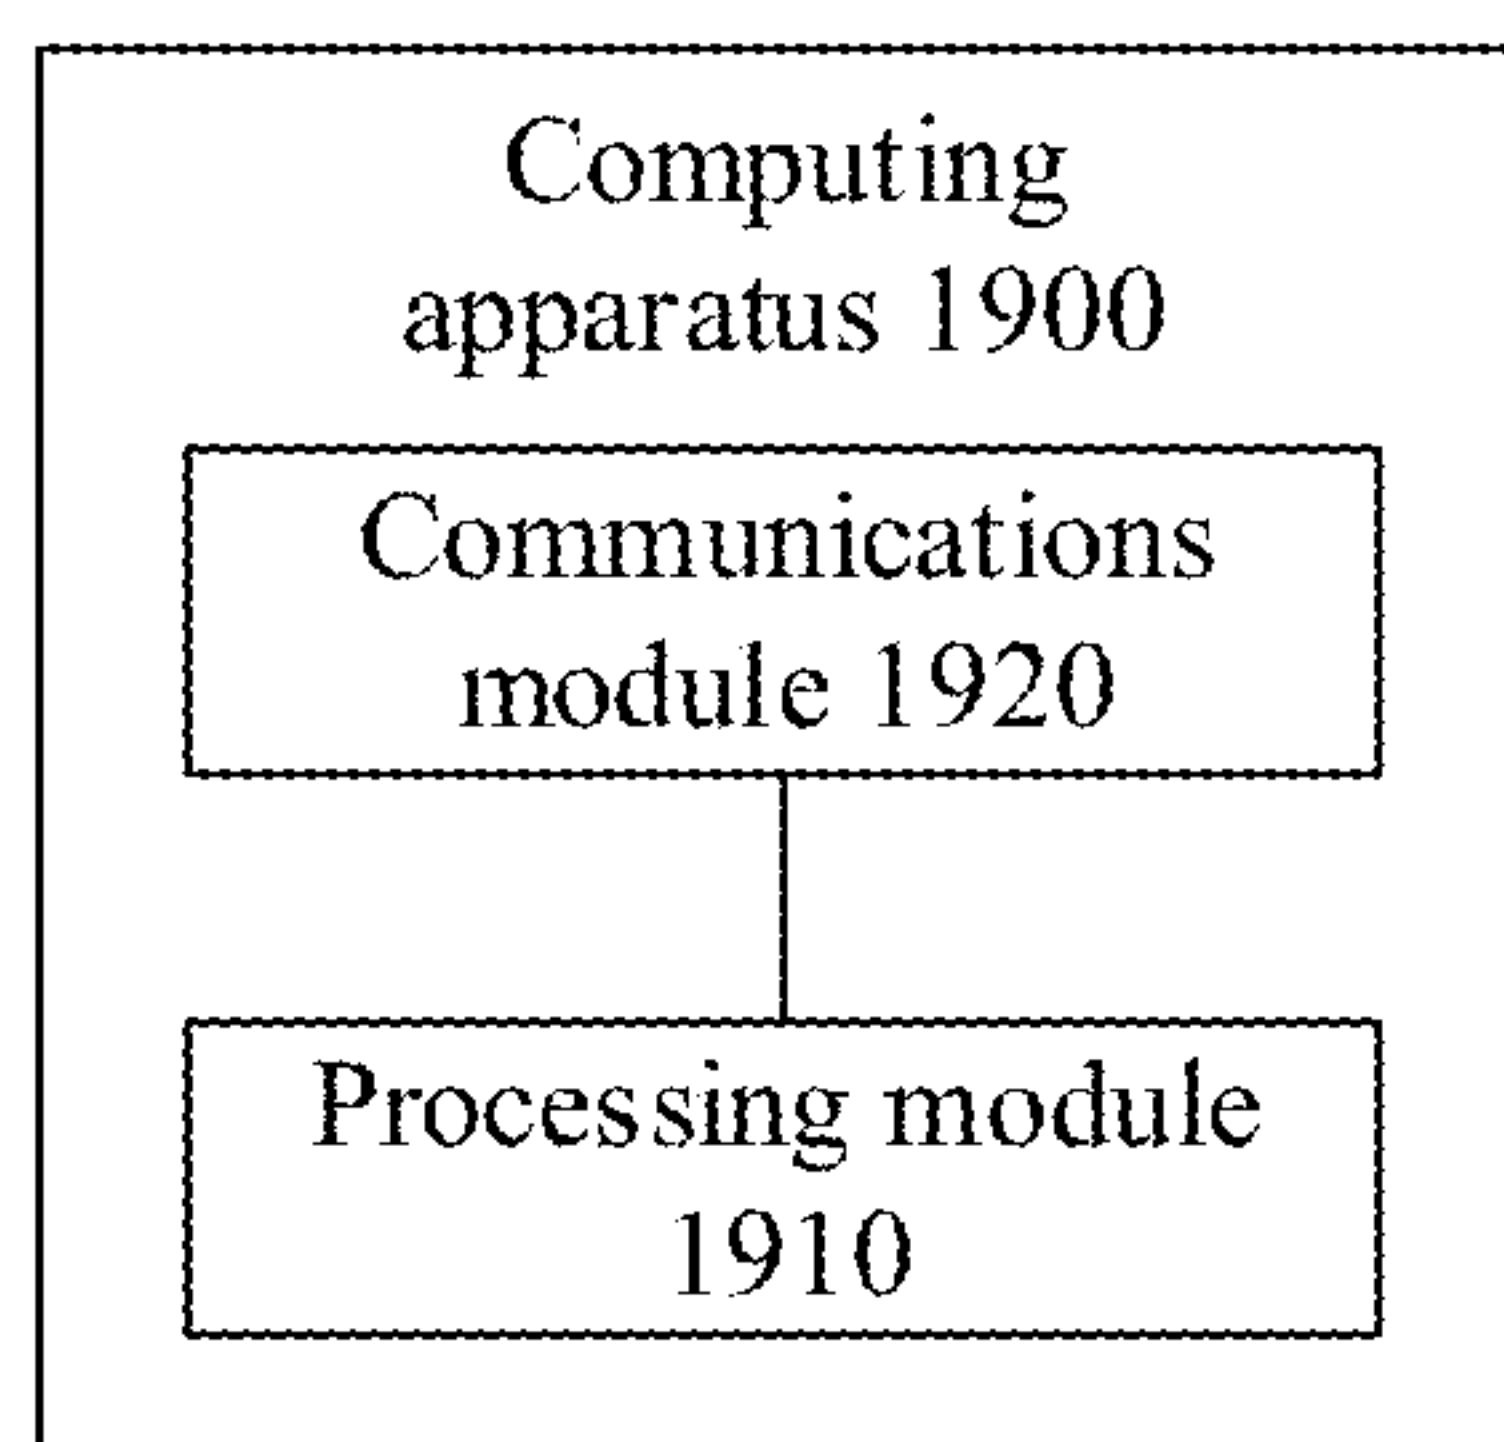 Computing
apparatus 1900
Communications
module 1920
Processing module
1910